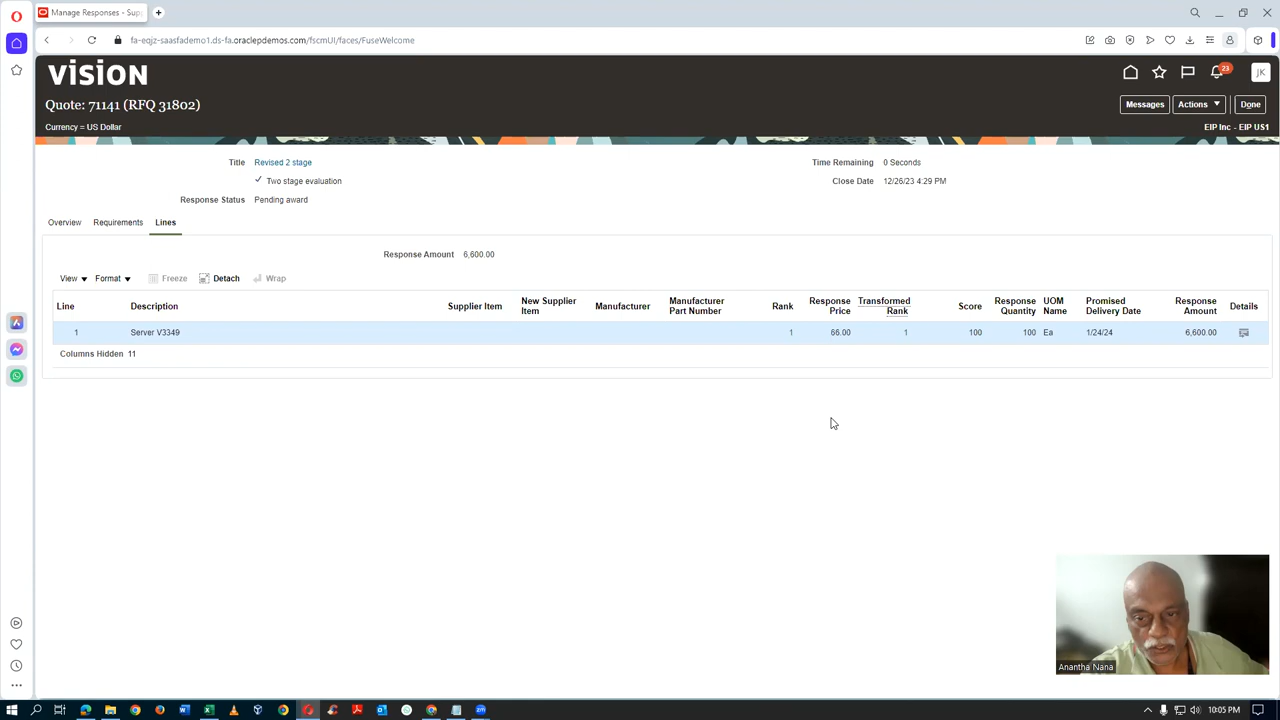 Manage Responses - Sup
fa-eqjz-saasfademo1.ds-fa.oraclepdemos.com/fscmUI/faces/FuseWelcome
vision
23
JK
Quote: 71141 (RFQ 31802)
Messages Actions Done
Currency = US Dollar
EIP Inc - EIP US1
Title Revised 2 stage
Time Remaining 0 Seconds
Two stage evaluation
Close Date 12/26/23 4:29 PM
Response Status Pending award
Overview Requirements Lines
Response Amount 6,600.00
View Format Freeze Detach Wrap
Line Description Supplier Item New Supplier Item Manufacturer Manufacturer Part Number Rank Response Price Transformed Rank Score Response Quantity UOM Name Promised Delivery Date Response Amount Details
1 Server V3349 1 66.00 1 100 100 Ea 1/24/24 6,600.00
Columns Hidden 11
Anantha Nana
10:05 PM